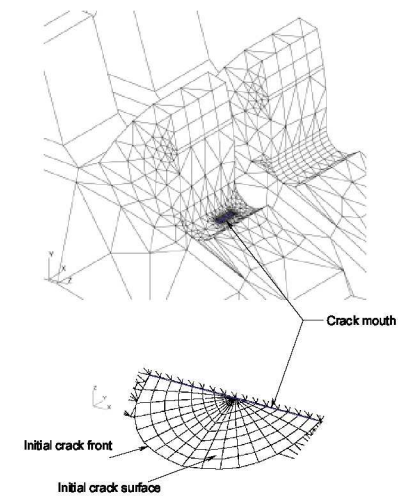 Y
X
Z
Crack mouth
Z
Y
X
Initial crack front
Initial crack surface